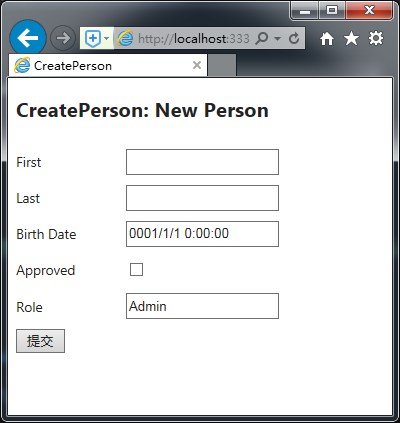 http://localhost:333
CreatePerson
CreatePerson: New Person
First
Last
Birth Date 0001/1/1 0:00:00
Approved
Role Admin
提交